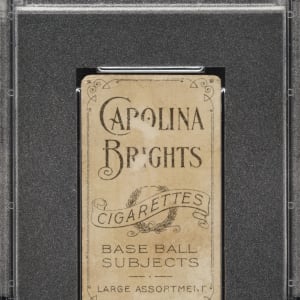 CAROLINA
BRIGHTS
CIGARETTES
BASE BALL
SUBJECTS
LARGE ASSORTMENT